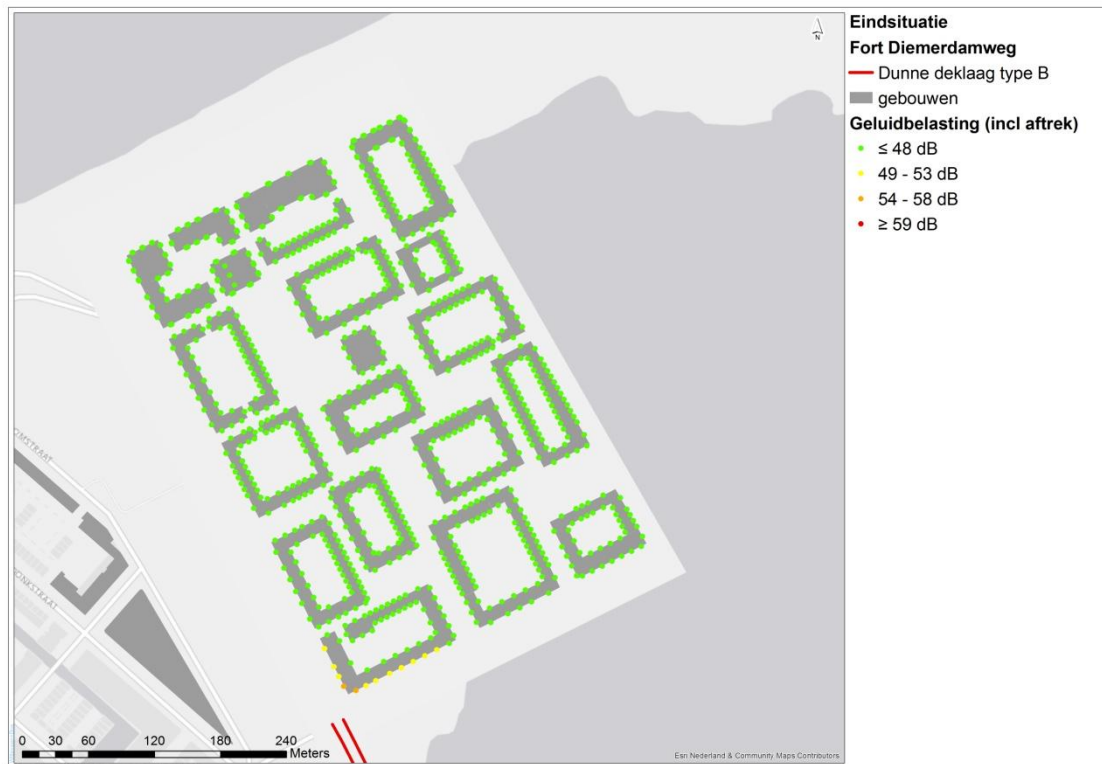 Eindsituatie
Fort Diemerdamweg
Dunne deklaag type B
gebouwen
Geluidbelasting (incl aftrek)
≤ 48 dB
49 - 53 dB
54 - 58 dB
≥ 59 dB
N
0 30 60 120 180 240
Meters
Esri Nederland & Community Maps Contributors